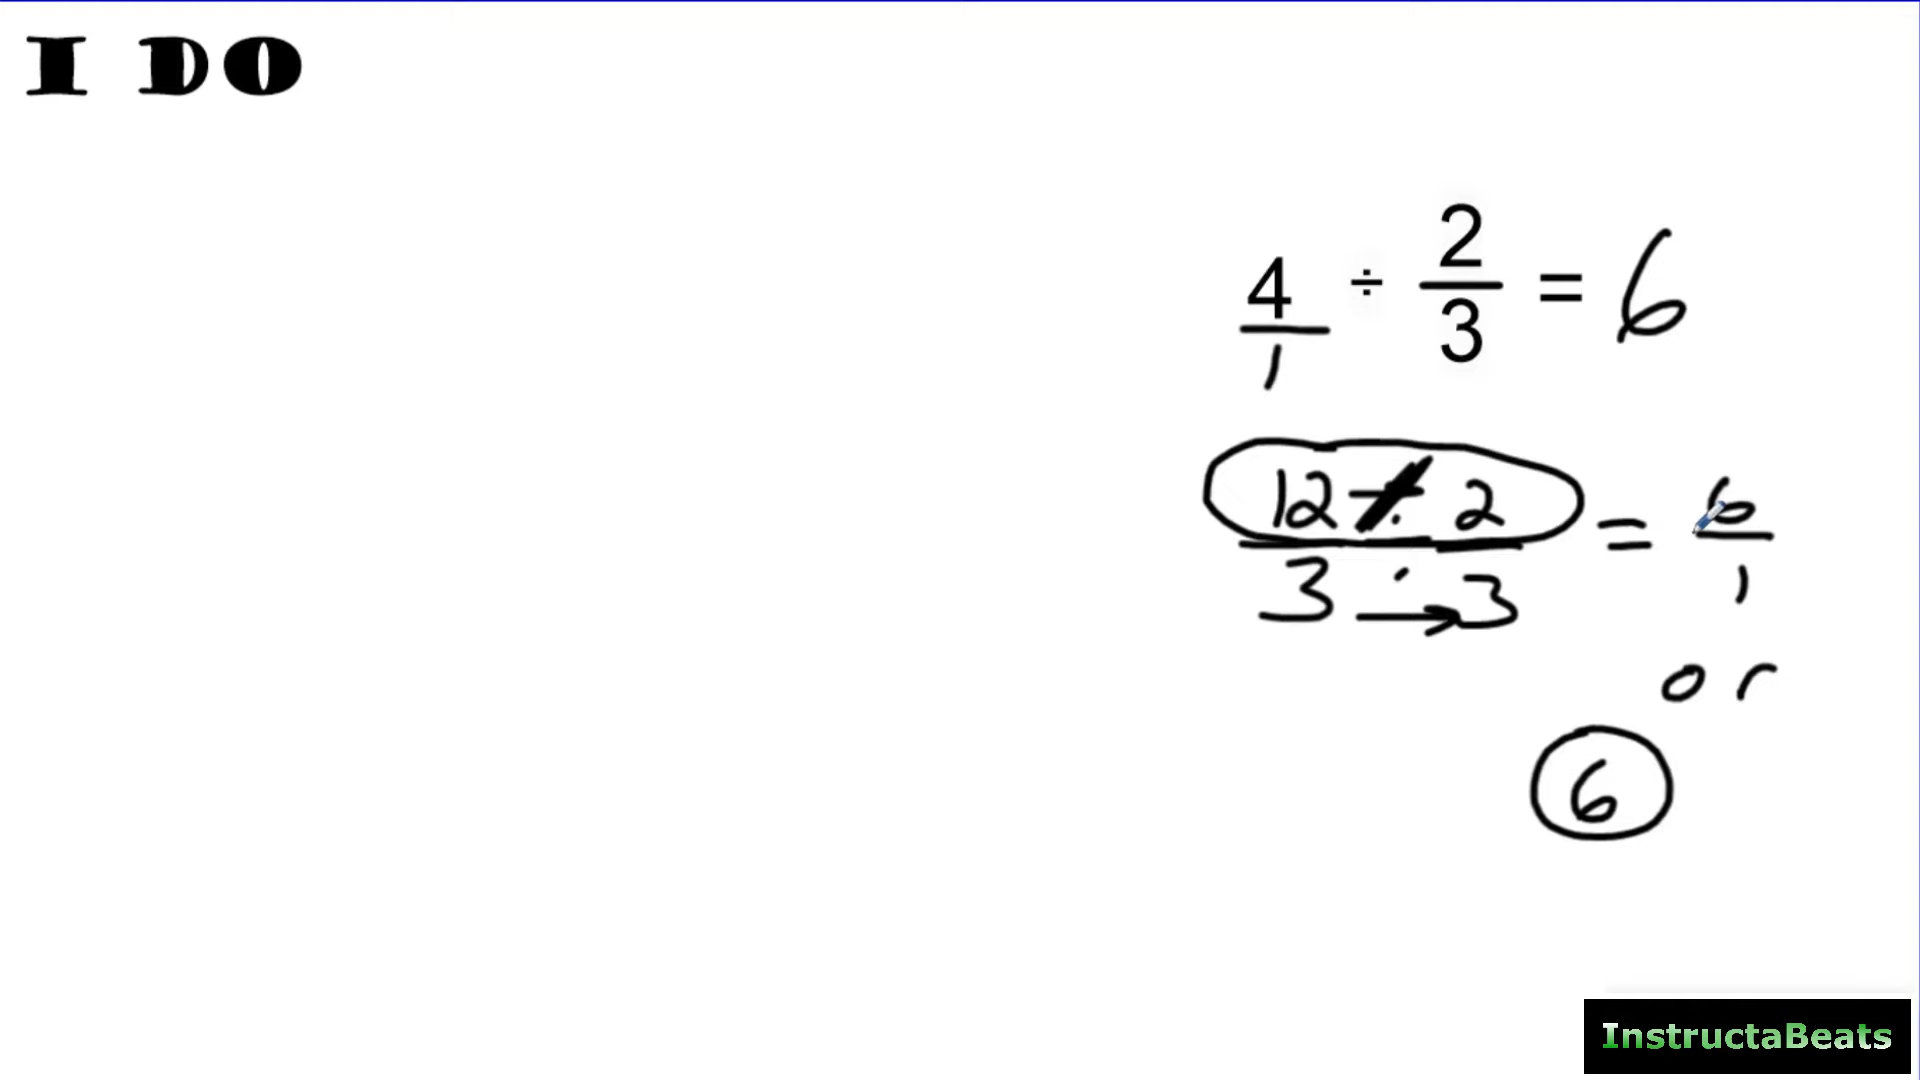 I DO
4/1 ÷ 2/3 = 6
12 ÷ 2 / 3 ÷ 3 = 6/1
or
6
InstructaBeats